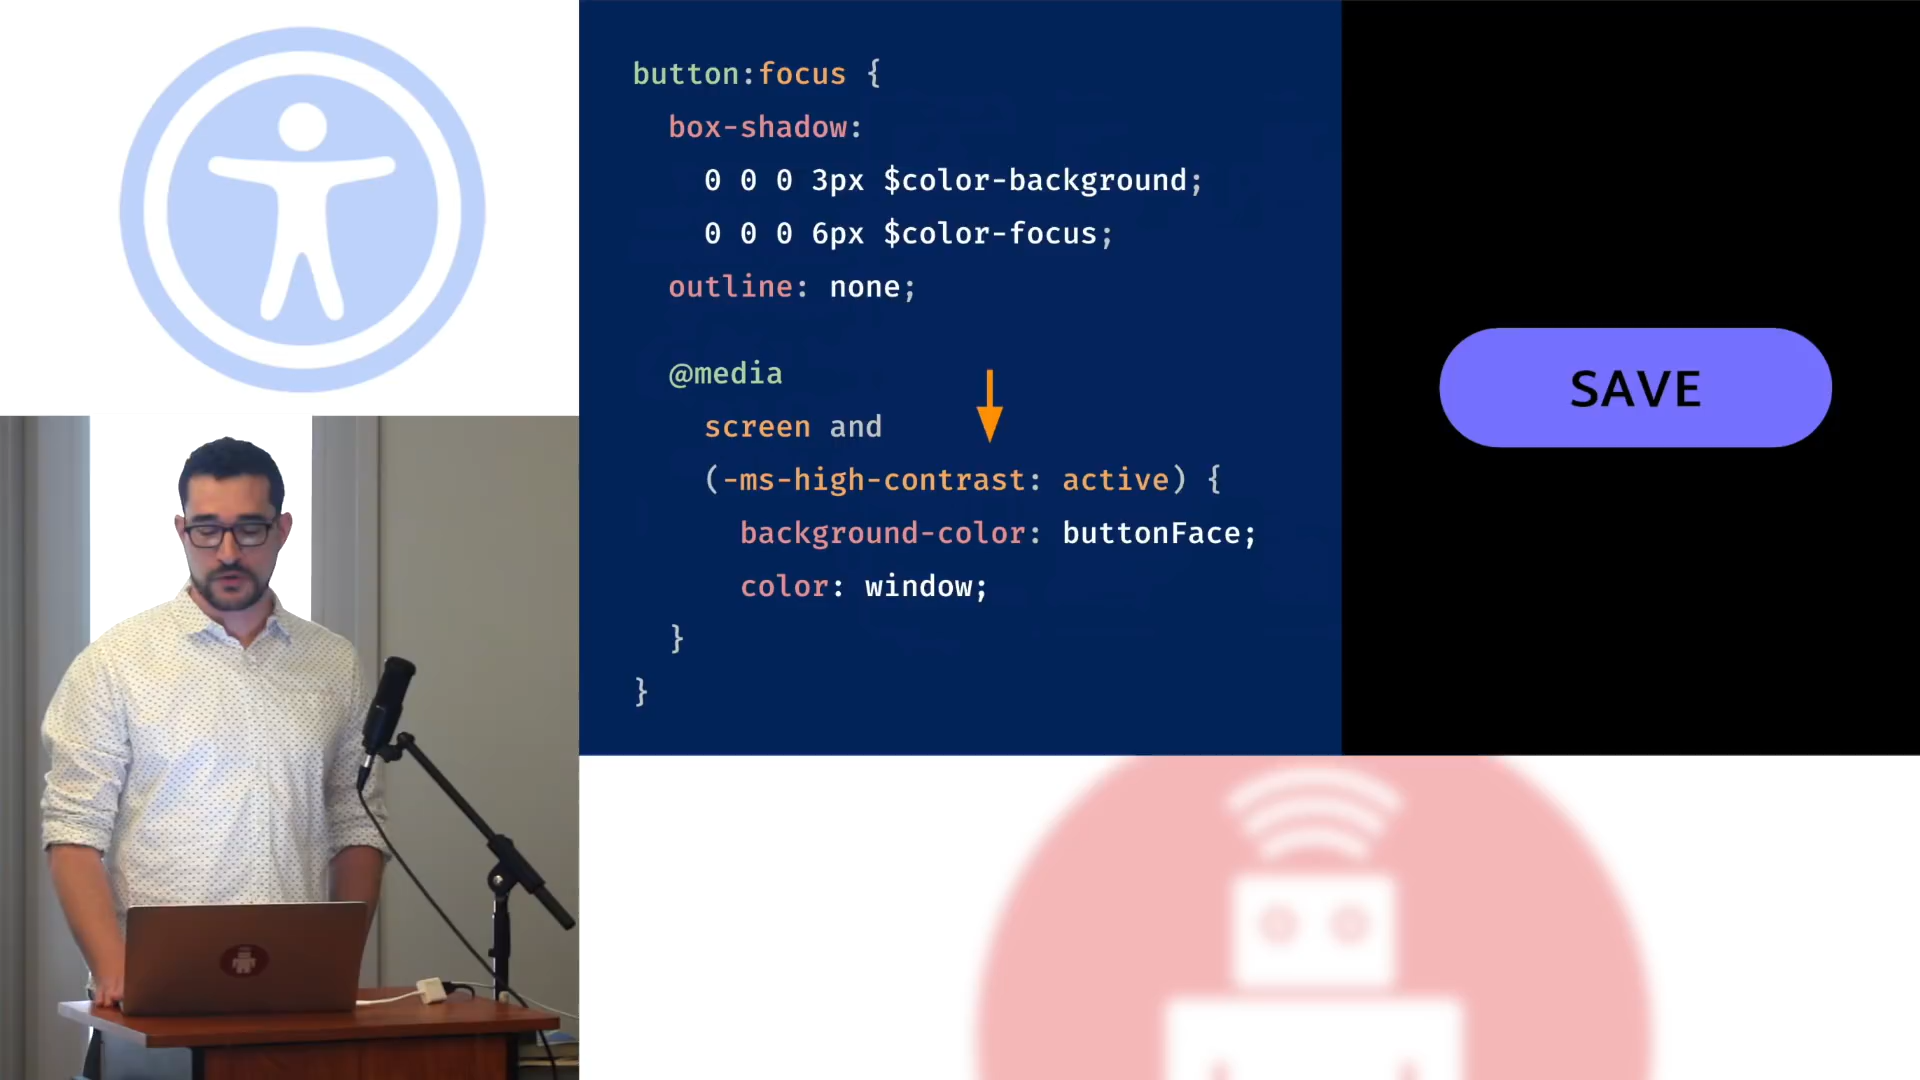 button:focus {
box-shadow:
0 0 0 3px $color-background;
0 0 0 6px $color-focus;
outline: none;
@media
screen and
(-ms-high-contrast: active) {
background-color: buttonFace;
color: window;
}
}
SAVE